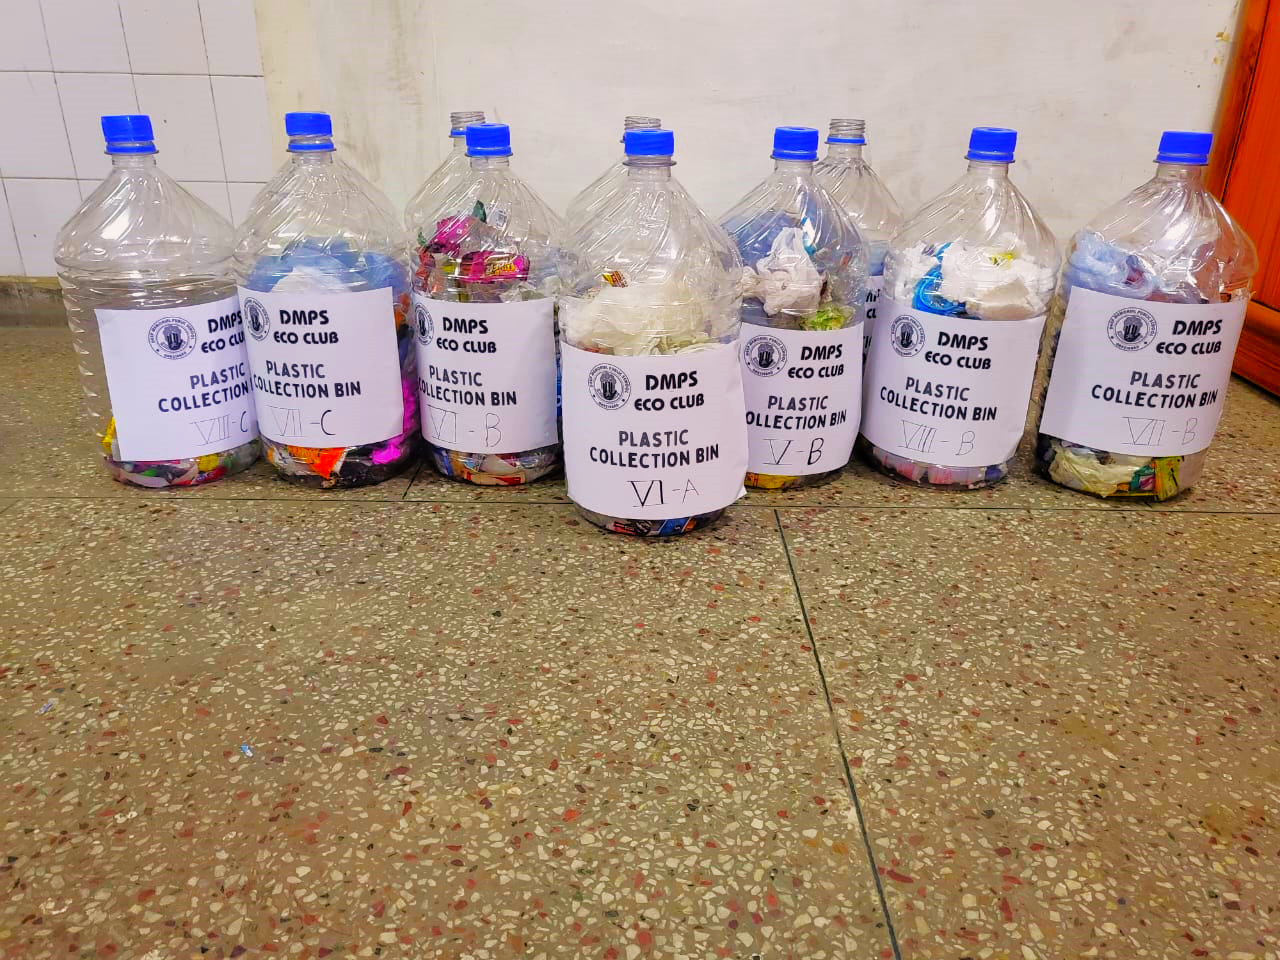 DMPS
ECO CLUB
PLASTIC
COLLECTION
VIII-C
DMPS
ECO CLUB
PLASTIC
COLLECTION BIN
VII-C
DMPS
ECO CLUB
PLASTIC
COLLECTION BIN
VI-B
DMPS
ECO CLUB
PLASTIC
COLLECTION BIN
VI-A
DMPS
ECO CLUB
PLASTIC
OLLECTION BIN
V-B
DMPS
ECO CLUB
PLASTIC
COLLECTION BIN
VIII-B
DMPS
ECO CLUB
PLASTIC
COLLECTION BIN
VII-B